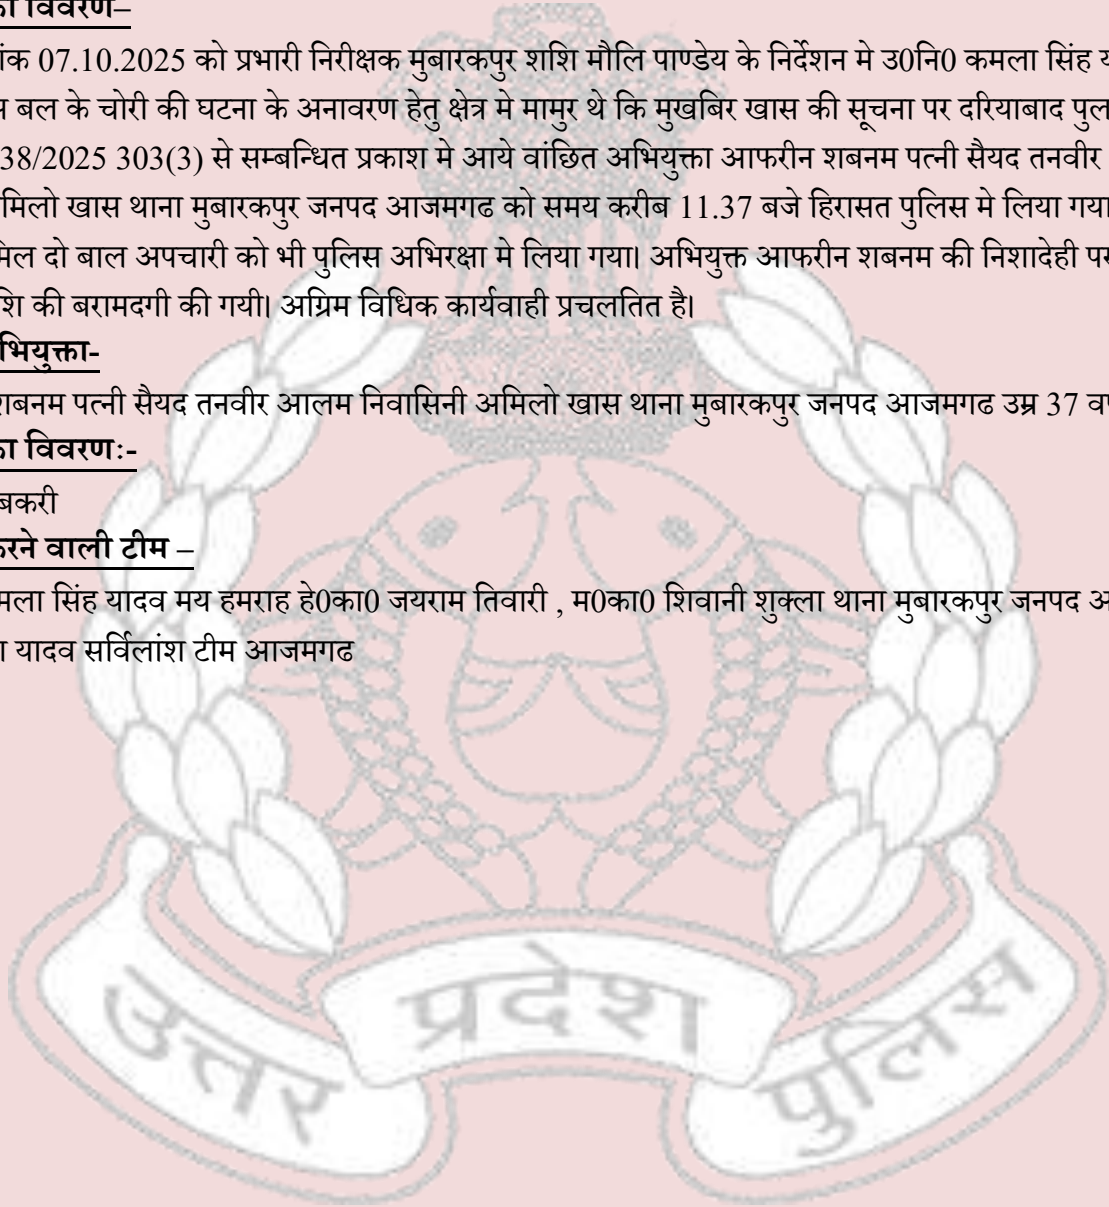 का विवरण–
ांक 07.10.2025 को प्रभारी निरीक्षक मुबारकपुर शशि मौलि पाण्डेय के निर्देशन मे उ0नि0 कमला सिंह य
बल के चोरी की घटना के अनावरण हेतु क्षेत्र मे मामुर थे कि मुखबिर खास की सूचना पर दरियाबाद पुल
38/2025 303(3) से सम्बन्धित प्रकाश मे आये वांछित अभियुक्ता आफरीन शबनम पत्नी सैयद तनवीर
मिलो खास थाना मुबारकपुर जनपद आजमगढ को समय करीब 11.37 बजे हिरासत पुलिस मे लिया गया
मिल दो बाल अपचारी को भी पुलिस अभिरक्षा मे लिया गया। अभियुक्त आफरीन शबनम की निशादेही पर
शि की बरामदगी की गयी। अग्रिम विधिक कार्यवाही प्रचलतित है।
भियुक्ता-
शबनम पत्नी सैयद तनवीर आलम निवासिनी अमिलो खास थाना मुबारकपुर जनपद आजमगढ उम्र 37 वर्
का विवरणः-
बकरी
करने वाली टीम –
मला सिंह यादव मय हमराह हे0का0 जयराम तिवारी , म0का0 शिवानी शुक्ला थाना मुबारकपुर जनपद आ
यादव सर्विलांश टीम आजमगढ
उत्तर प्रदेश पुलिस